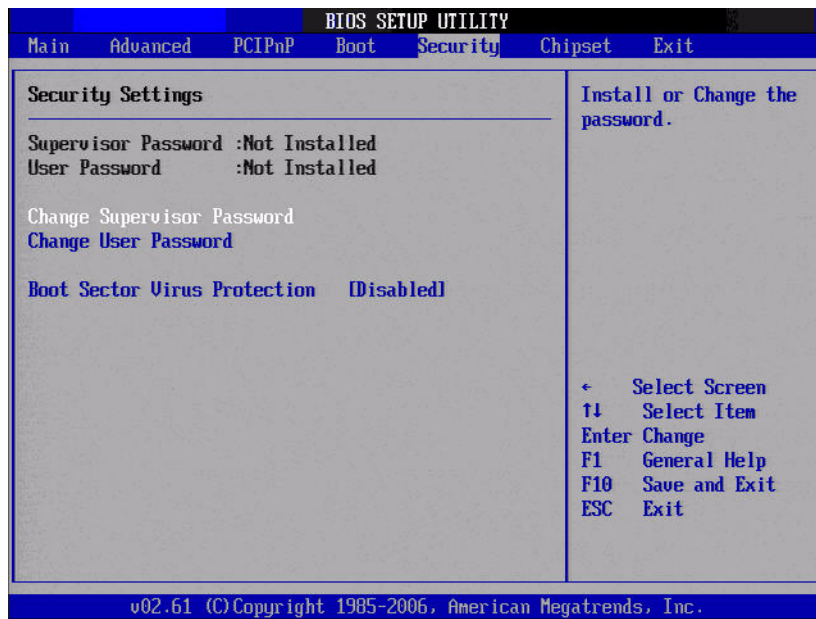 BIOS SETUP UTILITY
Main Advanced PCIPnP Boot Security Chipset Exit
Security Settings
Supervisor Password :Not Installed
User Password :Not Installed
Change Supervisor Password
Change User Password
Boot Sector Virus Protection [Disabled]
Install or Change the
password.
← Select Screen
↑↓ Select Item
Enter Change
F1 General Help
F10 Save and Exit
ESC Exit
v02.61 (C)Copyright 1985-2006, American Megatrends, Inc.